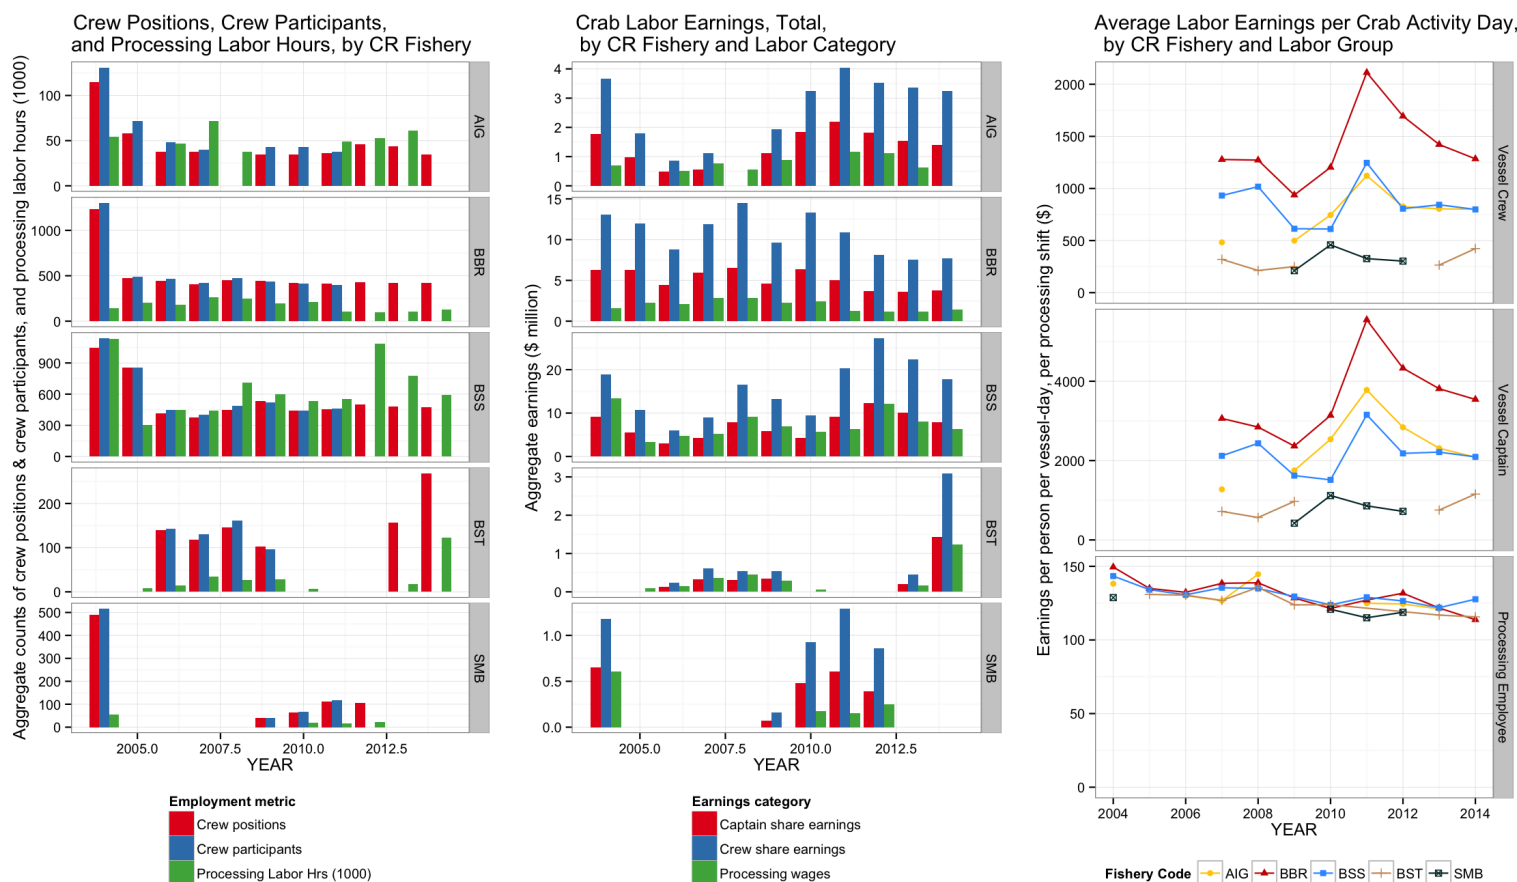 Crew Positions, Crew Participants,
and Processing Labor Hours, by CR Fishery
Aggregate counts of crew positions & crew participants, and processing labor hours (1000)
100
50
0
AIG
1000
500
0
BBR
900
600
300
0
BSS
200
100
0
BST
500
400
300
200
100
0
SMB
2005.0 2007.5 2010.0 2012.5
YEAR
Employment metric
Crew positions
Crew participants
Processing Labor Hrs (1000)
Crab Labor Earnings, Total,
by CR Fishery and Labor Category
Aggregate earnings ($ million)
4
3
2
1
0
AIG
15
10
5
0
BBR
20
10
0
BSS
3
2
1
0
BST
1.0
0.5
0.0
SMB
2005.0 2007.5 2010.0 2012.5
YEAR
Earnings category
Captain share earnings
Crew share earnings
Processing wages
Average Labor Earnings per Crab Activity Day,
by CR Fishery and Labor Group
Earnings per person per vessel-day, per processing shift ($)
2000
1500
1000
500
0
Vessel Crew
4000
2000
0
Vessel Captain
150
100
50
0
Processing Employee
2004 2006 2008 2010 2012 2014
YEAR
Fishery Code AIG BBR BSS BST SMB